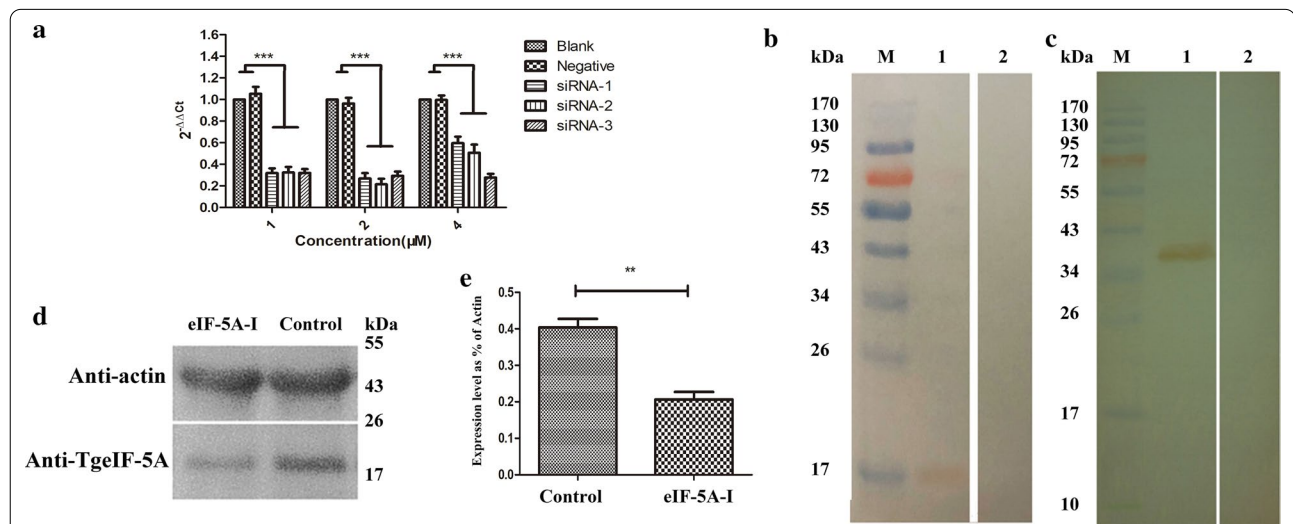 a
1.6
1.4
1.2
1.0
0.8
0.6
0.4
0.2
0.0
2-ΔΔCt
*** *** ***
1 2 4
Concentration(μM)
Blank
Negative
siRNA-1
siRNA-2
siRNA-3
b
kDa M 1 2
170
130
95
72
55
43
34
26
17
c
kDa M 1 2
170
130
95
72
55
43
34
26
17
10
d
eIF-5A-I Control kDa
55
Anti-actin
43
26
Anti-TgeIF-5A
17
e
**
Expression level as % of Actin
0.5
0.4
0.3
0.2
0.1
0.0
Control eIF-5A-I